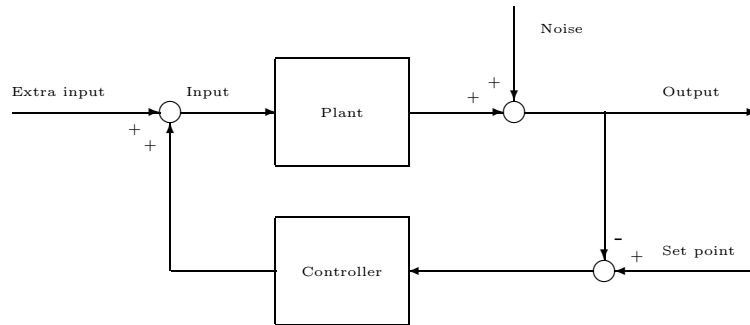 Noise
Extra input
Input
Output
+
+
Plant
+
+
-
+
Set point
Controller